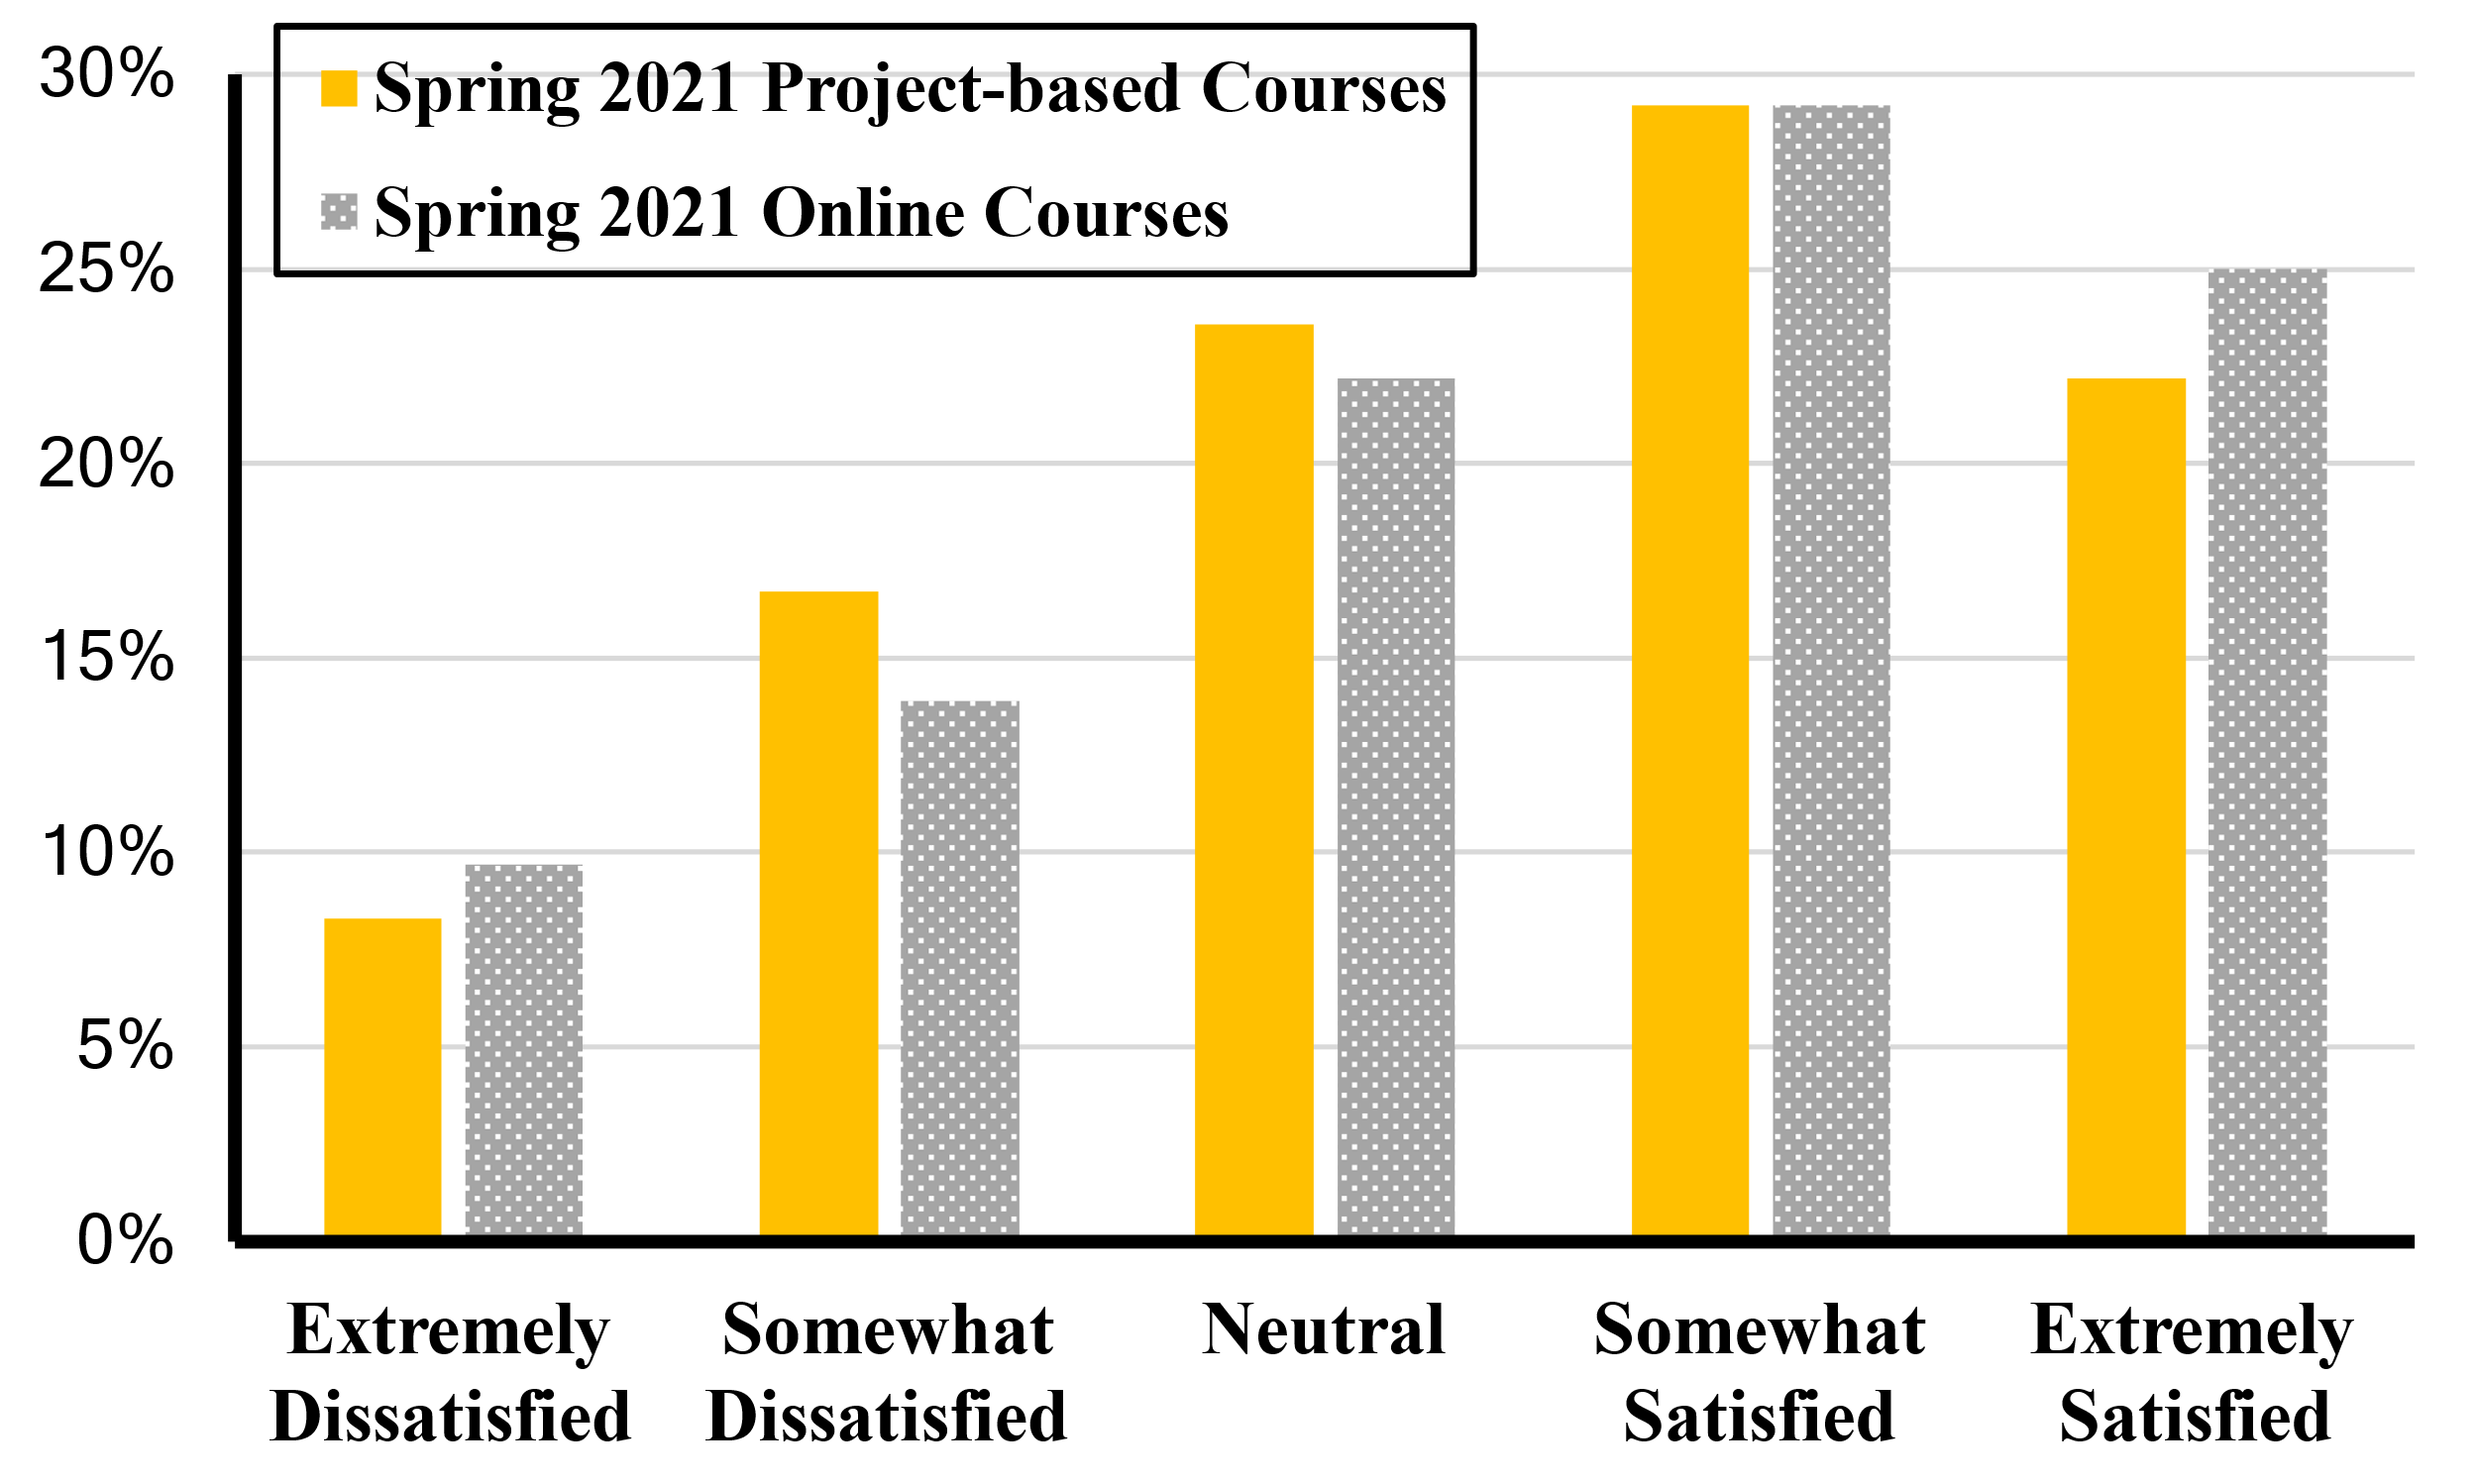 30%
Spring 2021 Project-based Courses
Spring 2021 Online Courses
25%
20%
15%
10%
5%
0%
Extremely Dissatisfied
Somewhat Dissatisfied
Neutral
Somewhat Satisfied
Extremely Satisfied